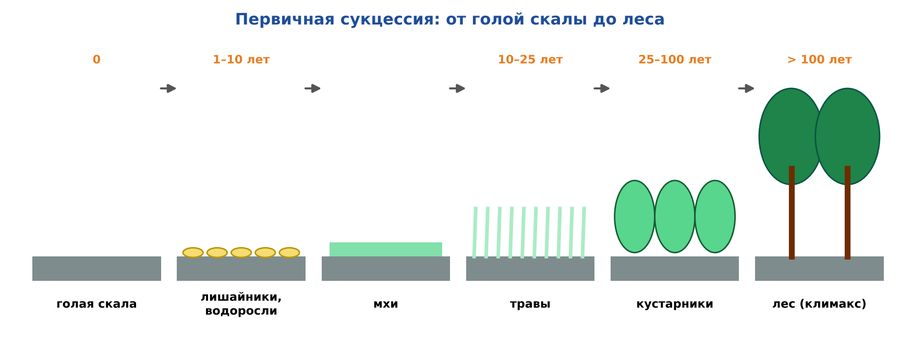 Первичная сукцессия: от голой скалы до леса
0
1–10 лет
10–25 лет
25–100 лет
> 100 лет
голая скала
лишайники,
водоросли
мхи
травы
кустарники
лес (климакс)